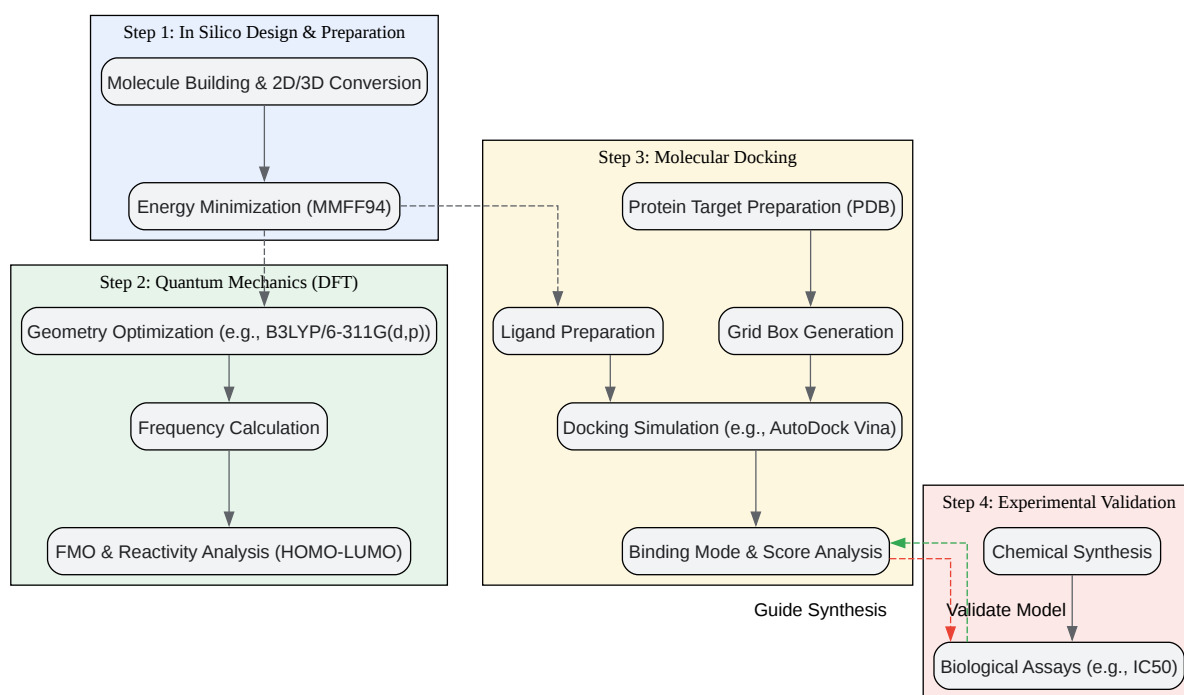 Step 1: In Silico Design & Preparation
Molecule Building & 2D/3D Conversion
Energy Minimization (MMFF94)
Step 2: Quantum Mechanics (DFT)
Geometry Optimization (e.g., B3LYP/6-311G(d,p))
Frequency Calculation
FMO & Reactivity Analysis (HOMO-LUMO)
Step 3: Molecular Docking
Protein Target Preparation (PDB)
Ligand Preparation
Grid Box Generation
Docking Simulation (e.g., AutoDock Vina)
Binding Mode & Score Analysis
Guide Synthesis
Validate Model
Step 4: Experimental Validation
Chemical Synthesis
Biological Assays (e.g., IC50)